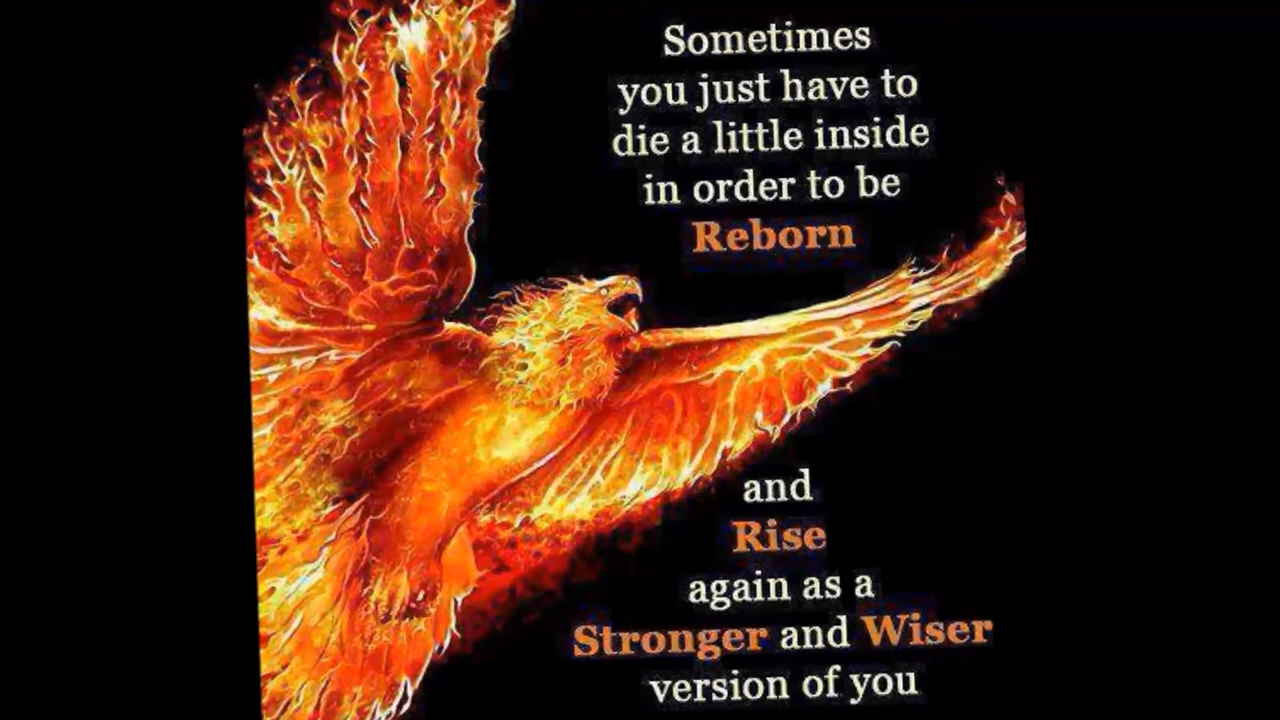 Sometimes
you just have to
die a little inside
in order to be
Reborn
and
Rise
again as a
Stronger and Wiser
version of you